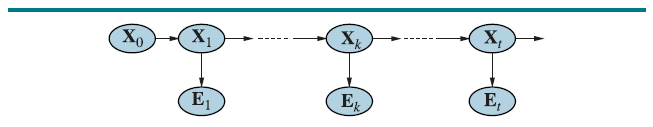 X0 X1 Xk Xt
E1 Ek Et